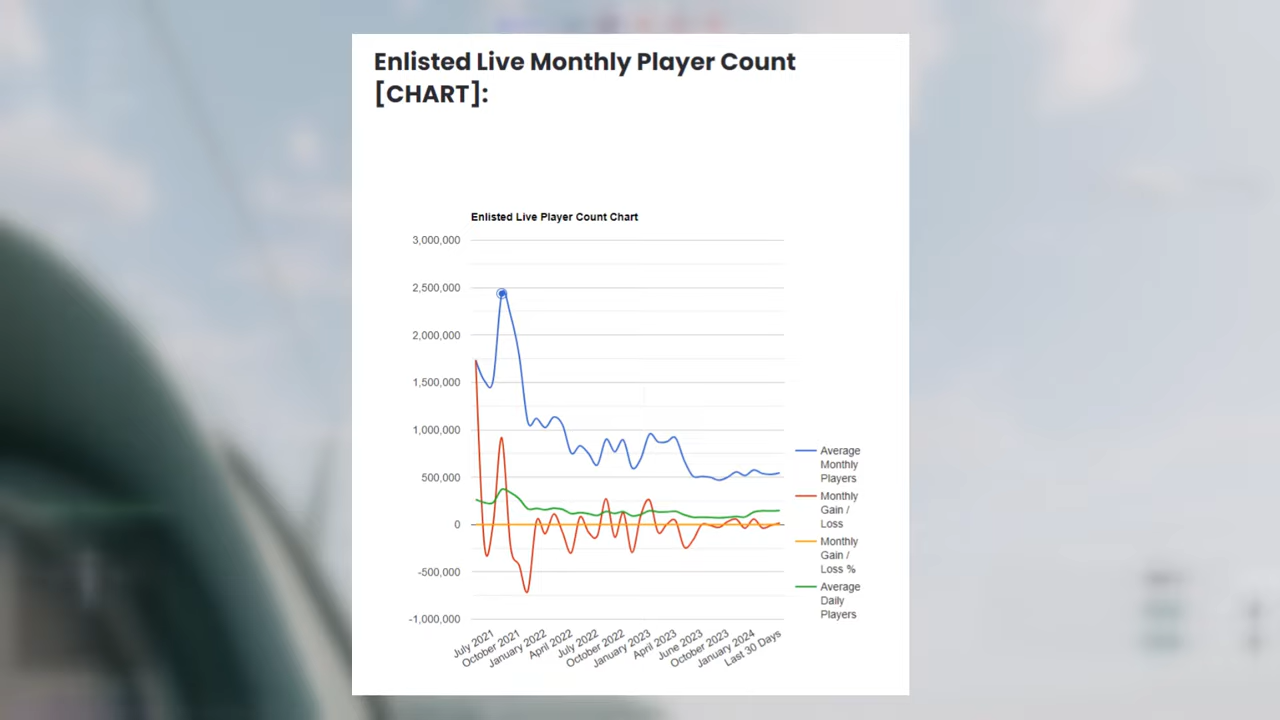 Enlisted Live Monthly Player Count
[CHART]:
Enlisted Live Player Count Chart
3,000,000
2,500,000
2,000,000
1,500,000
1,000,000
500,000
0
-500,000
-1,000,000
July 2021
October 2021
January 2022
April 2022
July 2022
October 2022
January 2023
April 2023
June 2023
October 2023
January 2024
Last 30 Days
Average
Monthly
Players
Monthly
Gain /
Loss
Monthly
Gain /
Loss %
Average
Daily
Players